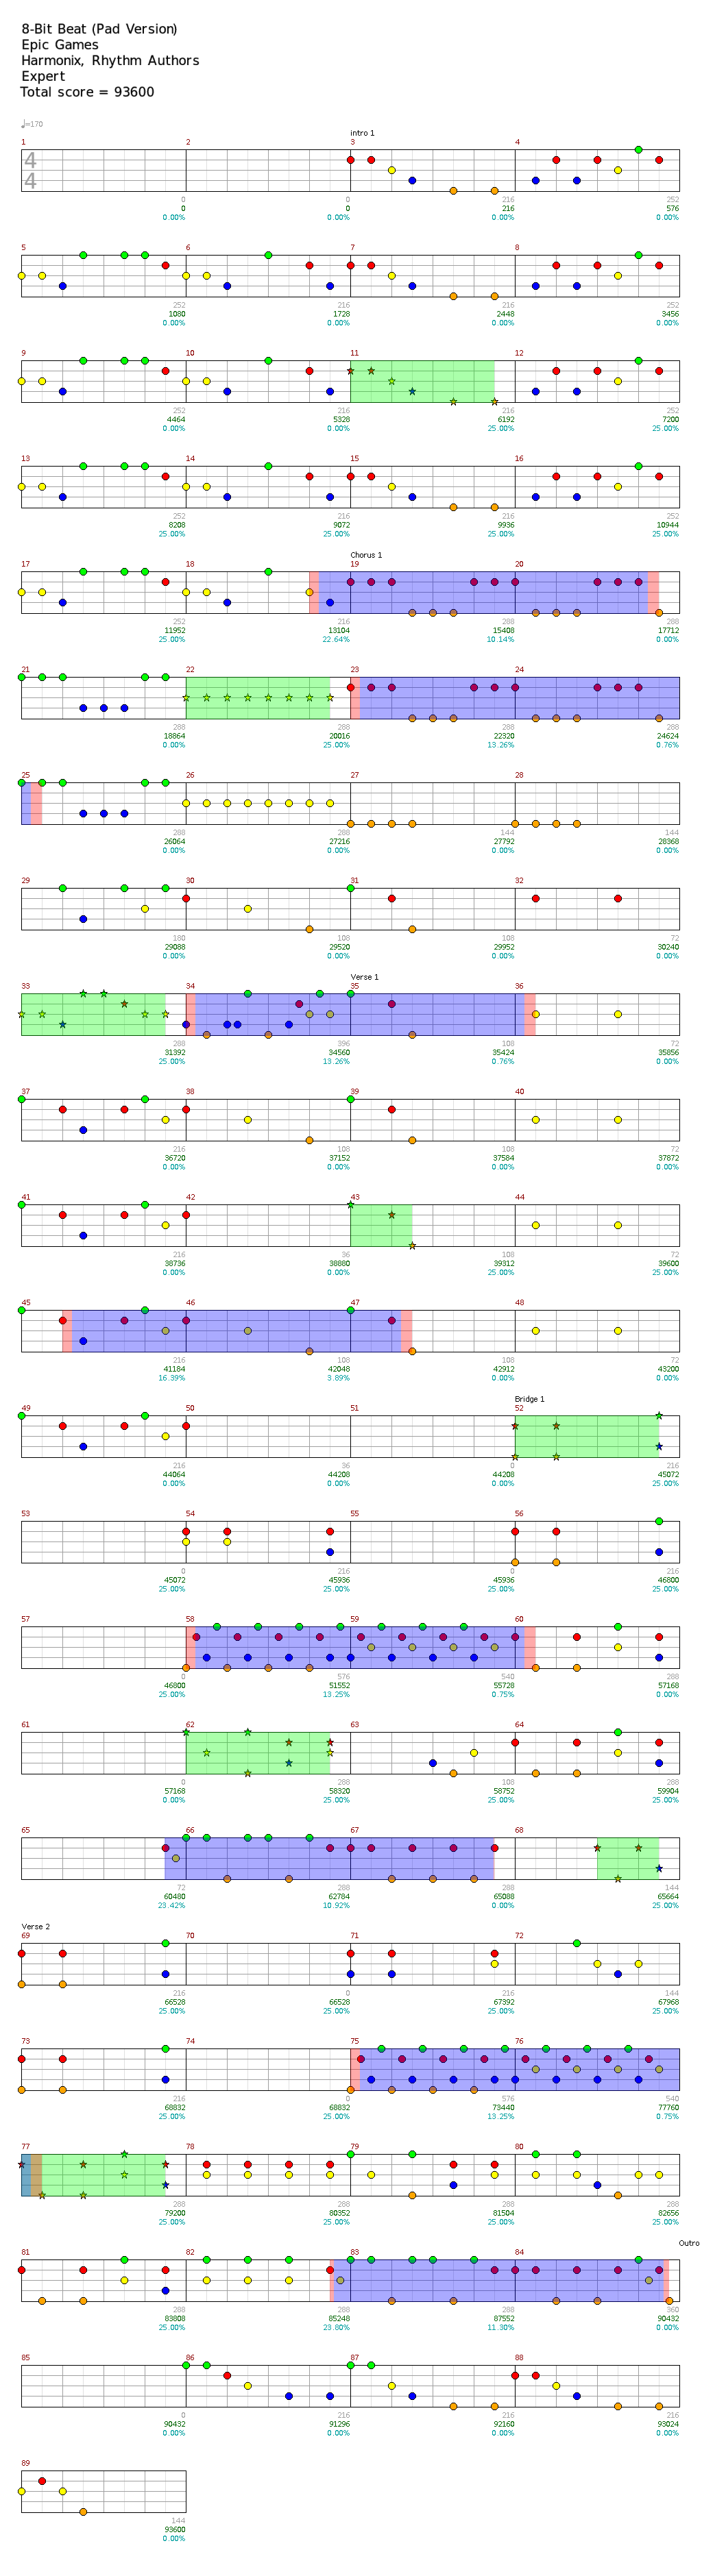 8-Bit Beat (Pad Version)
Epic Games
Harmonix, Rhythm Authors
Expert
Total score = 93600
♩=170
intro 1
1 2 3 4
4
4
0 0 216 252
0 0 216 576
0.00% 0.00% 0.00% 0.00%
5 6 7 8
252 216 216 252
1080 1728 2448 3456
0.00% 0.00% 0.00% 0.00%
9 10 11 12
252 216 216 252
4464 5328 6192 7200
0.00% 0.00% 25.00% 25.00%
13 14 15 16
252 216 216 252
8208 9072 9936 10944
25.00% 25.00% 25.00% 25.00%
Chorus 1
17 18 19 20
252 216 288 288
11952 13104 15408 17712
25.00% 22.64% 10.14% 0.00%
21 22 23 24
288 288 288 288
18864 20016 22320 24624
0.00% 25.00% 13.26% 0.76%
25 26 27 28
288 288 144 144
26064 27216 27792 28368
0.00% 0.00% 0.00% 0.00%
29 30 31 32
180 108 108 72
29088 29520 29952 30240
0.00% 0.00% 0.00% 0.00%
Verse 1
33 34 35 36
288 396 108 72
31392 34560 35424 35856
25.00% 13.26% 0.76% 0.00%
37 38 39 40
216 108 108 72
36720 37152 37584 37872
0.00% 0.00% 0.00% 0.00%
41 42 43 44
216 36 108 72
38736 38880 39312 39600
0.00% 0.00% 25.00% 25.00%
45 46 47 48
216 108 108 72
41184 42048 42912 43200
16.39% 3.89% 0.00% 0.00%
Bridge 1
49 50 51 52
216 36 0 216
44064 44208 44208 45072
0.00% 0.00% 0.00% 25.00%
53 54 55 56
0 216 0 216
45072 45936 45936 46800
25.00% 25.00% 25.00% 25.00%
57 58 59 60
0 576 540 288
46800 51552 55728 57168
25.00% 13.25% 0.75% 0.00%
61 62 63 64
0 288 108 288
57168 58320 58752 59904
0.00% 25.00% 25.00% 25.00%
65 66 67 68
72 288 288 144
60480 62784 65088 65664
23.42% 10.92% 0.00% 25.00%
Verse 2
69 70 71 72
216 0 216 144
66528 66528 67392 67968
25.00% 25.00% 25.00% 25.00%
73 74 75 76
216 0 576 540
68832 68832 73440 77760
25.00% 25.00% 13.25% 0.75%
77 78 79 80
288 288 288 288
79200 80352 81504 82656
25.00% 25.00% 25.00% 25.00%
Outro
81 82 83 84
288 288 288 360
83808 85248 87552 90432
25.00% 23.80% 11.30% 0.00%
85 86 87 88
0 216 216 216
90432 91296 92160 93024
0.00% 0.00% 0.00% 0.00%
89
144
93600
0.00%